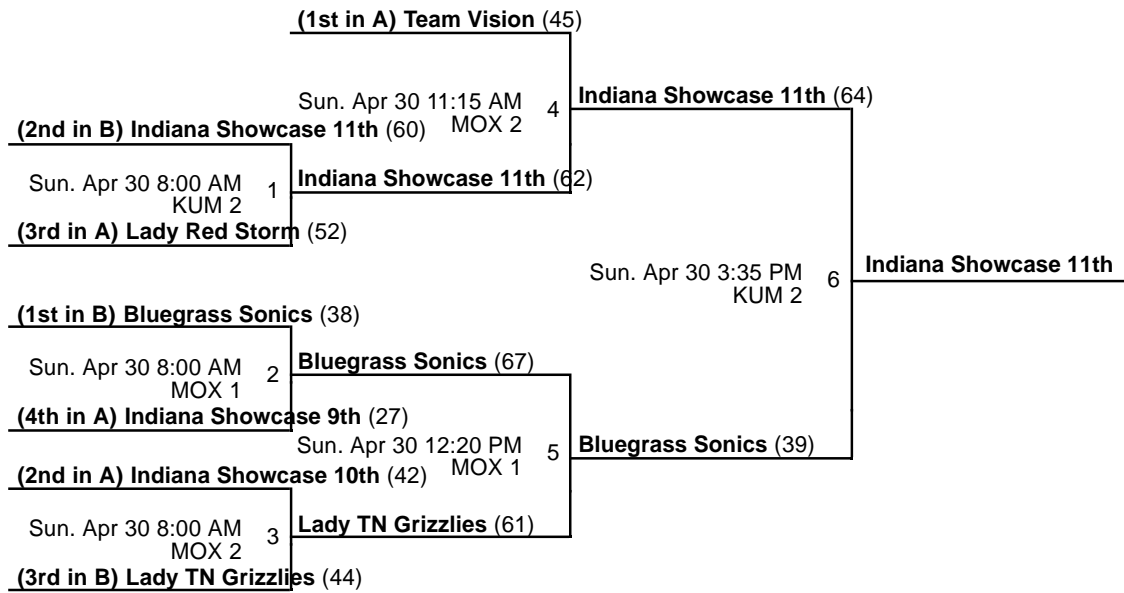 (1st in A) Team Vision (45)
Sun. Apr 30 11:15 AM
MOX 2
4
Indiana Showcase 11th (64)
(2nd in B) Indiana Showcase 11th (60)
Sun. Apr 30 8:00 AM
KUM 2
1
Indiana Showcase 11th (62)
(3rd in A) Lady Red Storm (52)
Sun. Apr 30 3:35 PM
KUM 2
6
Indiana Showcase 11th
(1st in B) Bluegrass Sonics (38)
Sun. Apr 30 8:00 AM
MOX 1
2
Bluegrass Sonics (67)
(4th in A) Indiana Showcase 9th (27)
Sun. Apr 30 12:20 PM
MOX 1
5
Bluegrass Sonics (39)
(2nd in A) Indiana Showcase 10th (42)
Sun. Apr 30 8:00 AM
MOX 2
3
Lady TN Grizzlies (61)
(3rd in B) Lady TN Grizzlies (44)